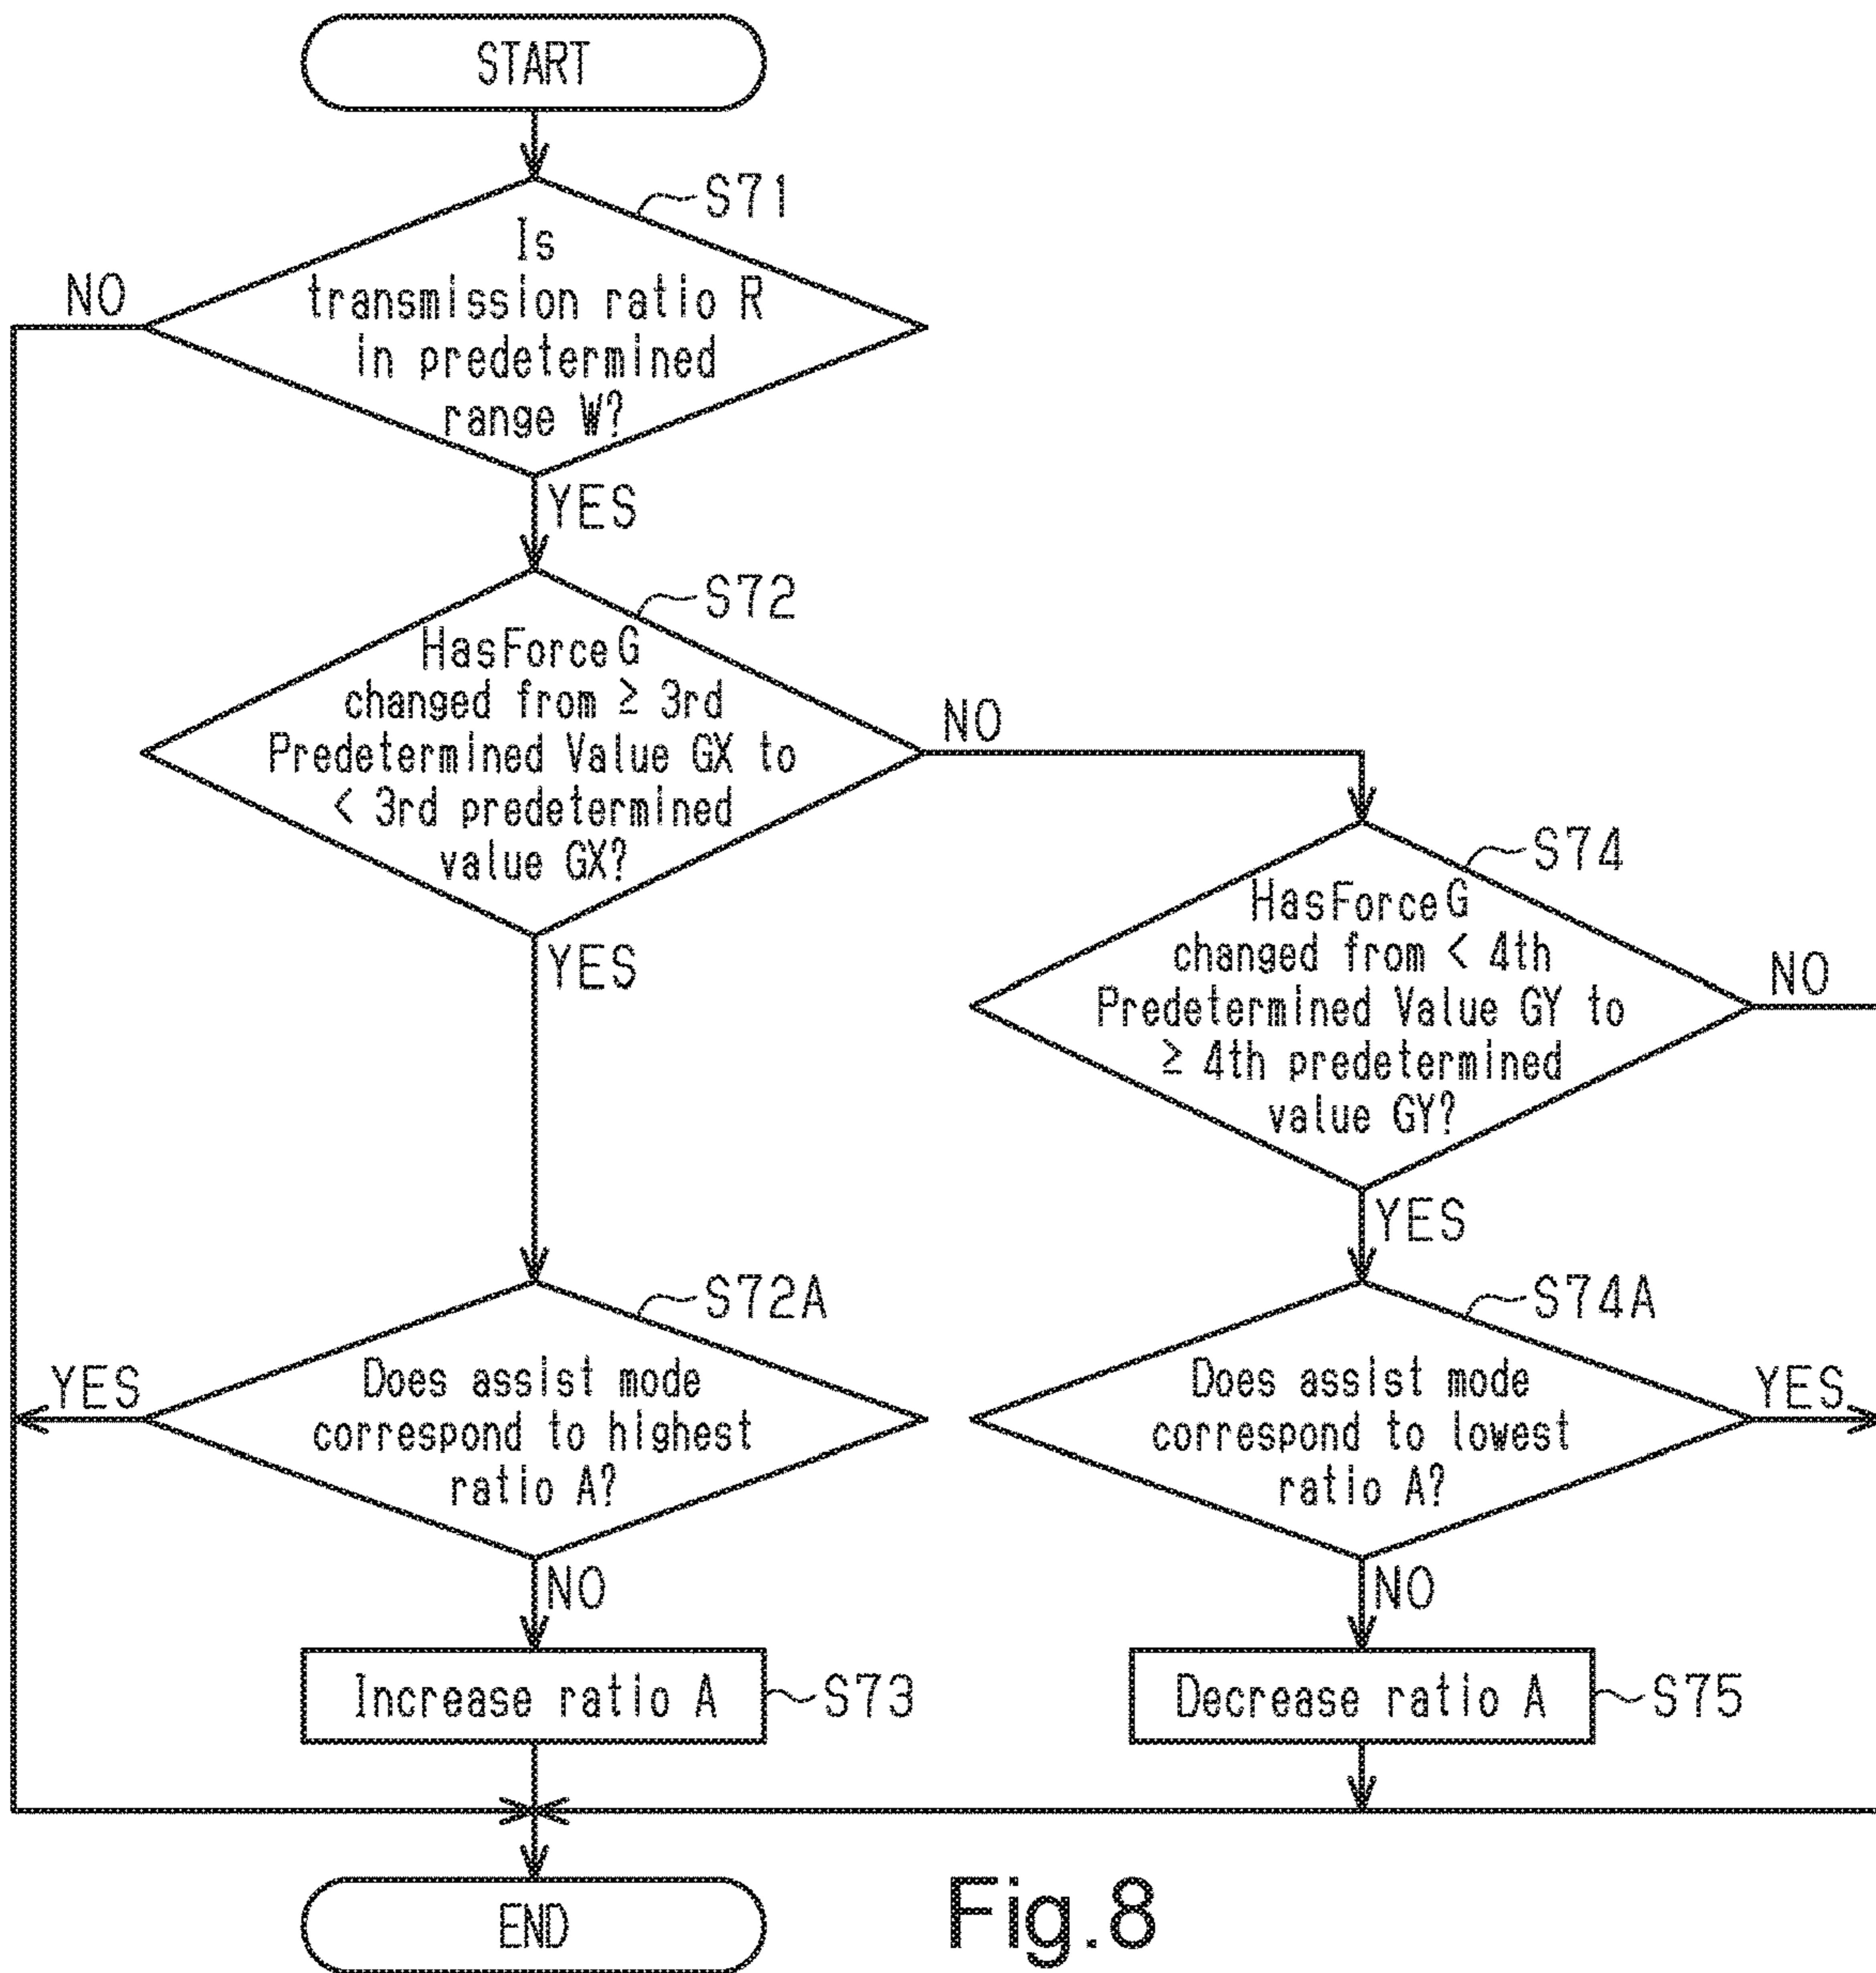 START
S71
Is
transmission ratio R
in predetermined
range W?
NO
YES
S72
HasForceG
changed from ≥ 3rd
Predetermined Value GX to
< 3rd predetermined
value GX?
NO
YES
S74
HasForceG
changed from < 4th
Predetermined Value GY to
≥ 4th predetermined
value GY?
NO
YES
S72A
Does assist mode
correspond to highest
ratio A?
YES
NO
S74A
Does assist mode
correspond to lowest
ratio A?
YES
NO
Increase ratio A
S73
Decrease ratio A
S75
END
Fig.8